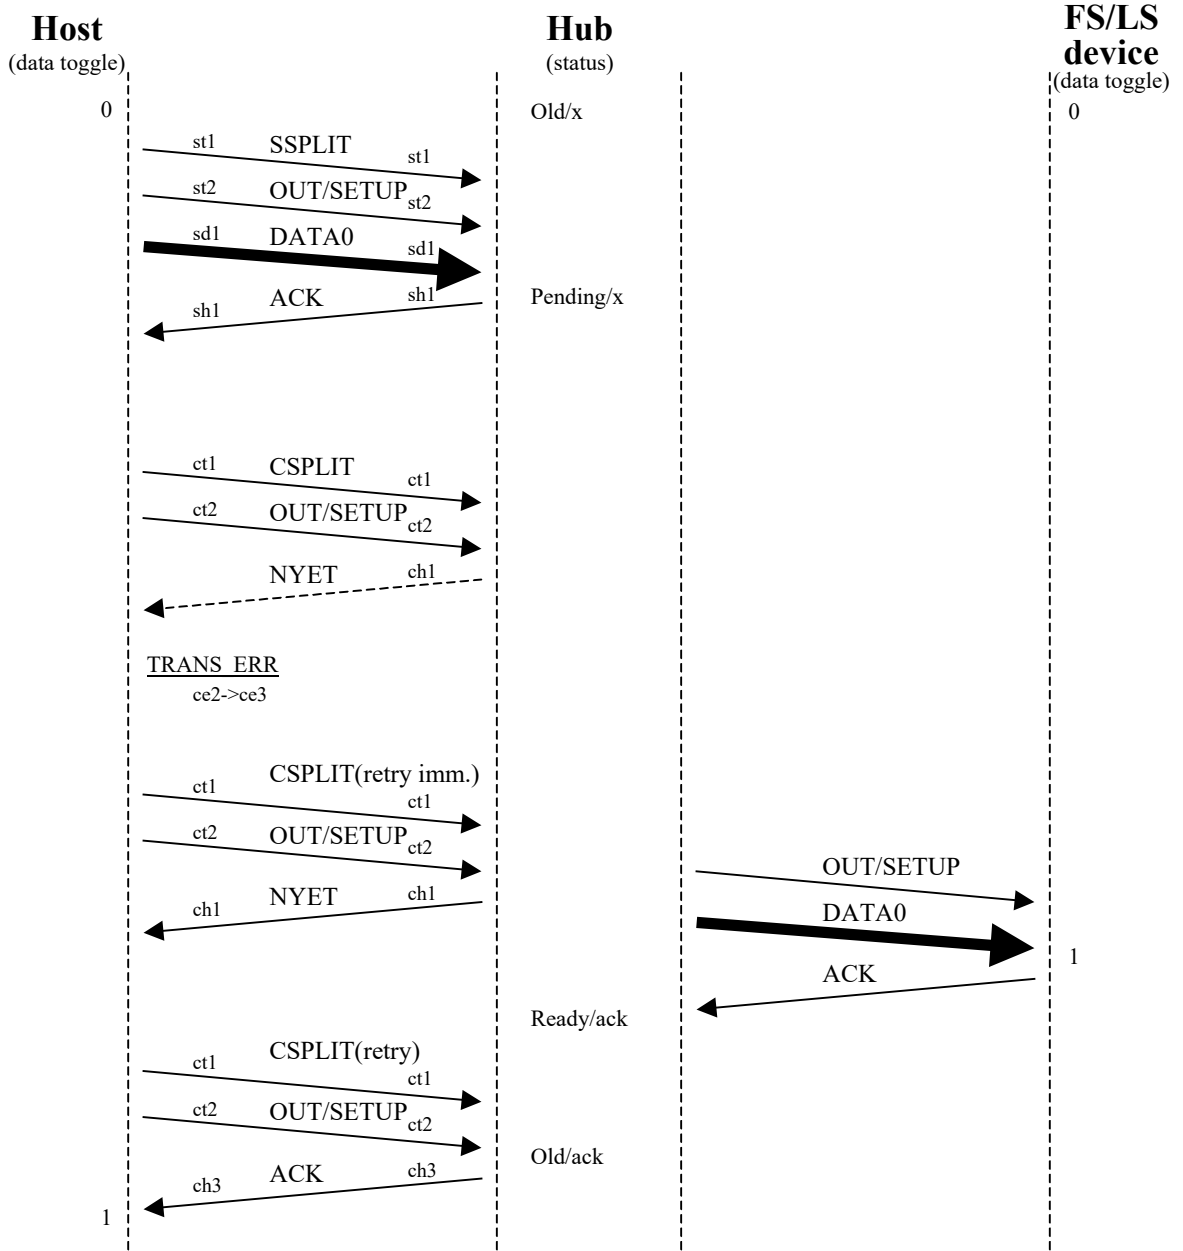 Host
(data toggle)
Hub
(status)
FS/LS
device
(data toggle)
0
Old/x
0
st1
SSPLIT
st1
st2
OUT/SETUP
st2
sd1
DATA0
sd1
ACK
sh1
sh1
Pending/x
ct1
CSPLIT
ct1
ct2
OUT/SETUP
ct2
NYET
ch1
TRANS_ERR
ce2->ce3
CSPLIT(retry imm.)
ct1
ct1
ct2
OUT/SETUP
ct2
OUT/SETUP
NYET
ch1
ch1
DATA0
1
ACK
Ready/ack
CSPLIT(retry)
ct1
ct1
ct2
OUT/SETUP
ct2
Old/ack
ACK
ch3
ch3
1